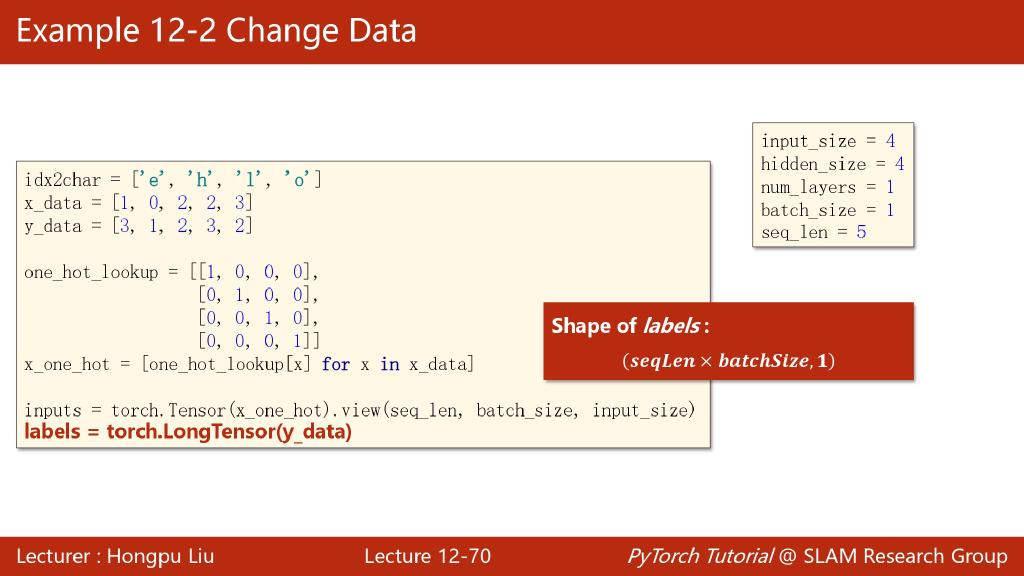 Example 12-2 Change Data
input_size = 4
hidden_size = 4
num_layers = 1
batch_size = 1
seq_len = 5
idx2char = ['e', 'h', 'l', 'o']
x_data = [1, 0, 2, 2, 3]
y_data = [3, 1, 2, 3, 2]
one_hot_lookup = [[1, 0, 0, 0],
[0, 1, 0, 0],
[0, 0, 1, 0],
[0, 0, 0, 1]]
x_one_hot = [one_hot_lookup[x] for x in x_data]
inputs = torch.Tensor(x_one_hot).view(seq_len, batch_size, input_size)
labels = torch.LongTensor(y_data)
Shape of labels:
(seqLen × batchSize, 1)
Lecturer : Hongpu Liu
Lecture 12-70
PyTorch Tutorial @ SLAM Research Group